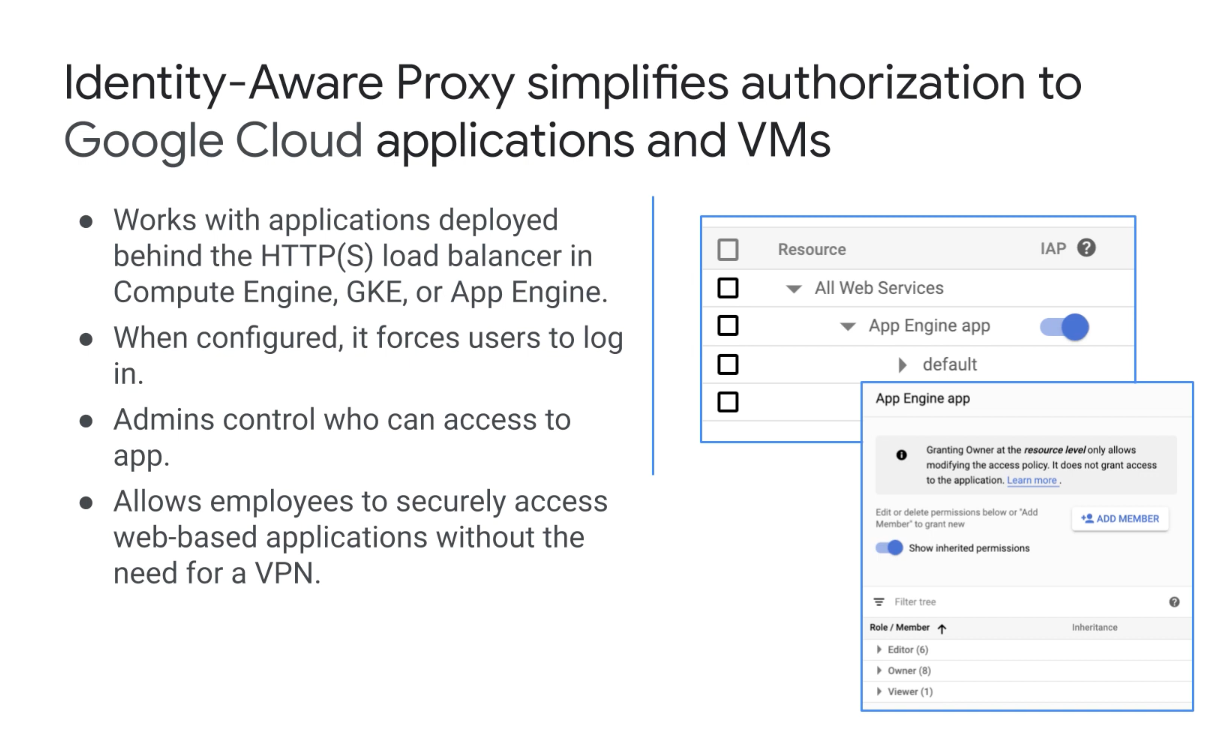 Identity-Aware Proxy simplifies authorization to
Google Cloud applications and VMs
● Works with applications deployed
behind the HTTP(S) load balancer in
Compute Engine, GKE, or App Engine.
● When configured, it forces users to log
in.
● Admins control who can access to
app.
● Allows employees to securely access
web-based applications without the
need for a VPN.
Resource IAP ?
All Web Services
App Engine app
default
App Engine app
Granting Owner at the resource level only allows
modifying the access policy. It does not grant access
to the application. Learn more .
Edit or delete permissions below or "Add
Member" to grant new
ADD MEMBER
Show inherited permissions
Filter tree ?
Role / Member ↑ Inheritance
Editor (6)
Owner (8)
Viewer (1)